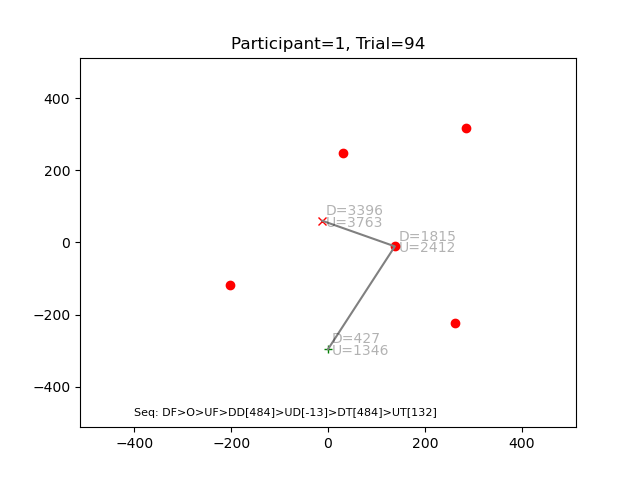 Participant=1, Trial=94
400
200
0
−200
−400
D=3396
U=3763
D=1815
U=2412
D=427
U=1346
Seq: DF>O>UF>DD[484]>UD[-13]>DT[484]>UT[132]
−400
−200
0
200
400